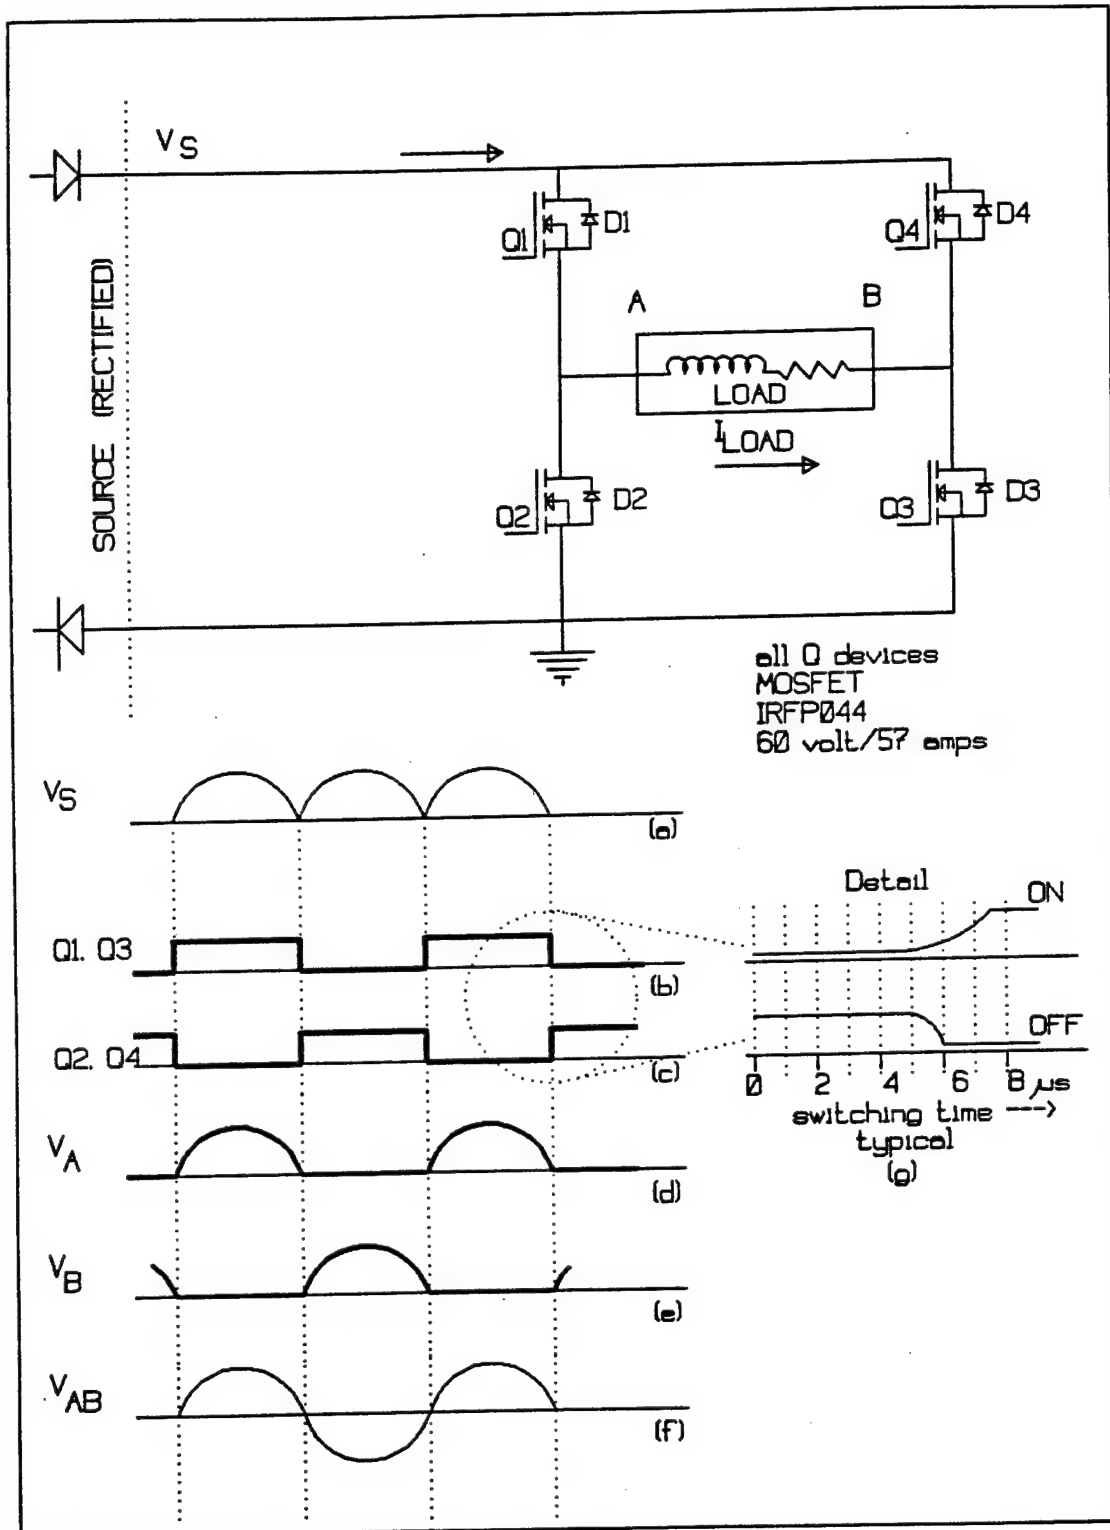 VS
SOURCE (RECTIFIED)
Q1
D1
Q4
D4
A
B
LOAD
ILOAD
Q2
D2
Q3
D3
all Q devices
MOSFET
IRFP044
60 volt/57 amps
VS
(a)
Detail
ON
Q1, Q3
(b)
OFF
Q2, Q4
(c)
0 2 4 6 8 μs
switching time --->
typical
(g)
VA
(d)
VB
(e)
VAB
(f)